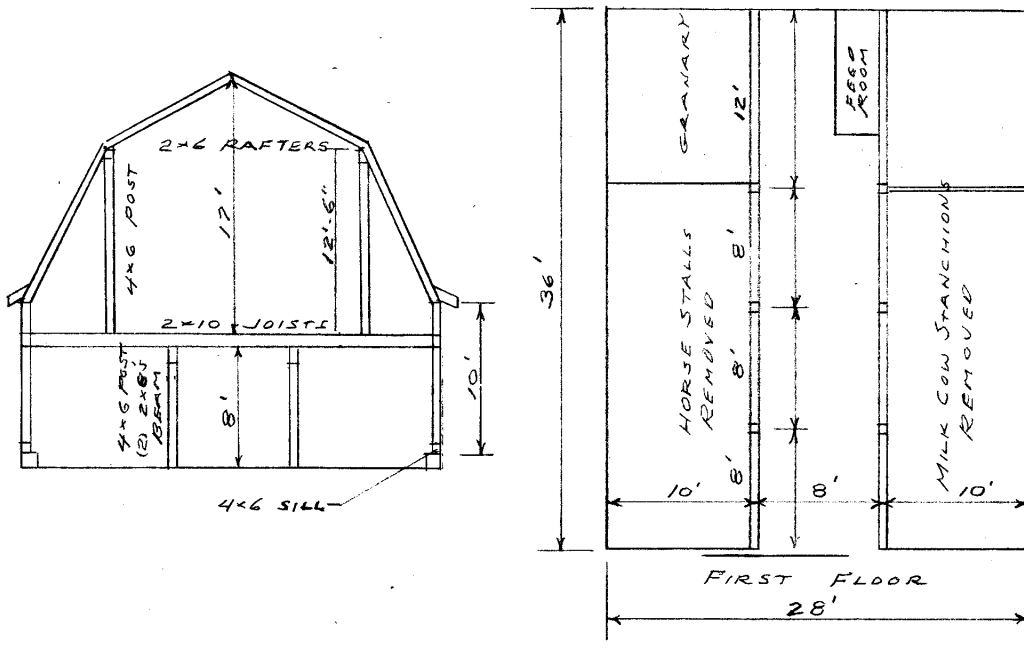 2×6 RAFTERS
4×6 POST
17'
12'-6"
2×10 JOISTS
4×6 POST
(2) 2×8'S
BEAM
8'
10'
4×6 SILL
36'
GRANARY
12'
FEED
ROOM
HORSE STALLS
REMOVED
8'
8'
8'
MILK COW STANCHIONS
REMOVED
10'
8'
10'
FIRST FLOOR
28'